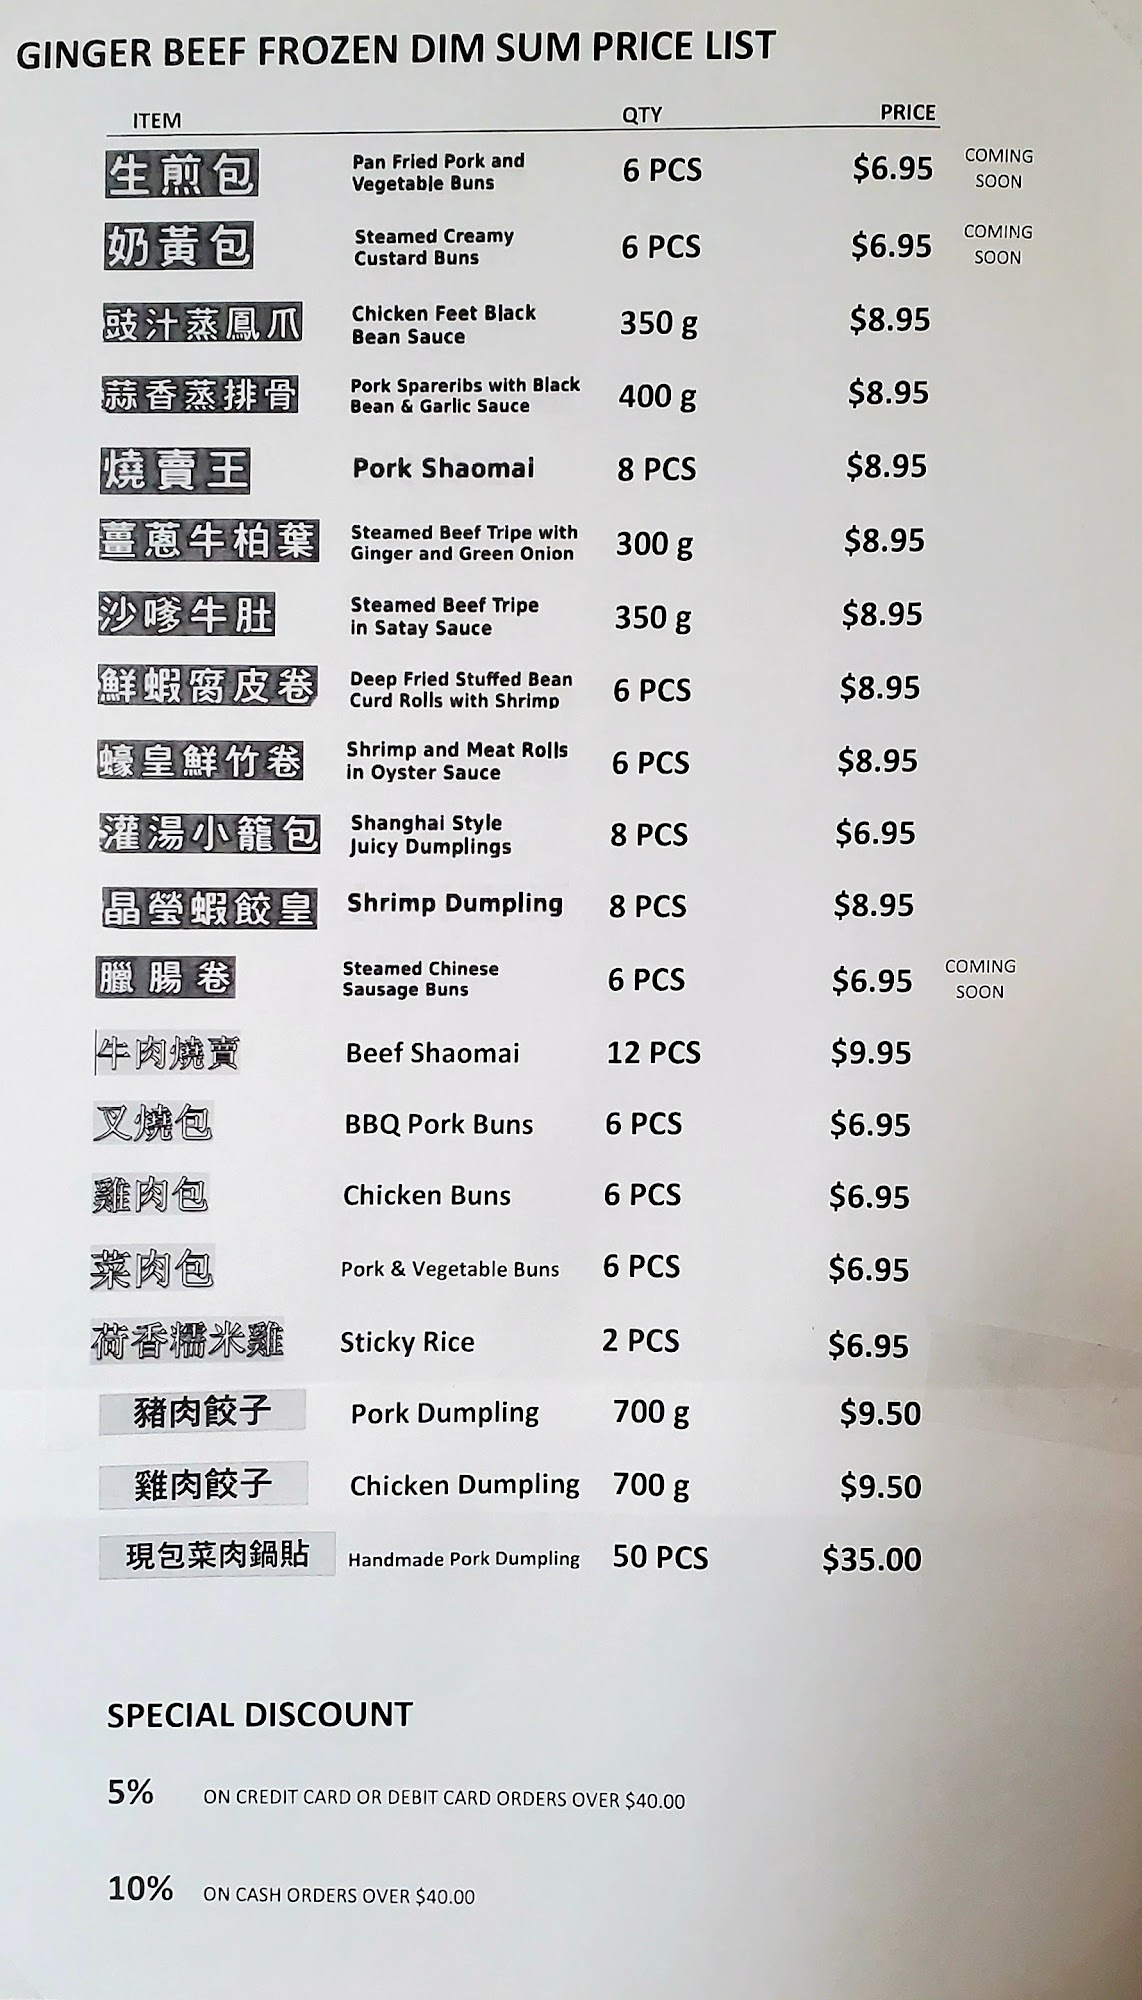 GINGER BEEF FROZEN DIM SUM PRICE LIST
ITEM QTY PRICE
生煎包 Pan Fried Pork and Vegetable Buns 6 PCS $6.95 COMING SOON
奶黃包 Steamed Creamy Custard Buns 6 PCS $6.95 COMING SOON
豉汁蒸鳳爪 Chicken Feet Black Bean Sauce 350 g $8.95
蒜香蒸排骨 Pork Spareribs with Black Bean & Garlic Sauce 400 g $8.95
燒賣王 Pork Shaomai 8 PCS $8.95
薑蔥牛柏葉 Steamed Beef Tripe with Ginger and Green Onion 300 g $8.95
沙嗲牛肚 Steamed Beef Tripe in Satay Sauce 350 g $8.95
鮮蝦腐皮卷 Deep Fried Stuffed Bean Curd Rolls with Shrimp 6 PCS $8.95
蠔皇鮮竹卷 Shrimp and Meat Rolls in Oyster Sauce 6 PCS $8.95
灌湯小籠包 Shanghai Style Juicy Dumplings 8 PCS $6.95
晶瑩蝦餃皇 Shrimp Dumpling 8 PCS $8.95
臘腸卷 Steamed Chinese Sausage Buns 6 PCS $6.95 COMING SOON
牛肉燒賣 Beef Shaomai 12 PCS $9.95
叉燒包 BBQ Pork Buns 6 PCS $6.95
雞肉包 Chicken Buns 6 PCS $6.95
菜肉包 Pork & Vegetable Buns 6 PCS $6.95
荷香糯米雞 Sticky Rice 2 PCS $6.95
豬肉餃子 Pork Dumpling 700 g $9.50
雞肉餃子 Chicken Dumpling 700 g $9.50
現包菜肉鍋貼 Handmade Pork Dumpling 50 PCS $35.00
SPECIAL DISCOUNT
5% ON CREDIT CARD OR DEBIT CARD ORDERS OVER $40.00
10% ON CASH ORDERS OVER $40.00